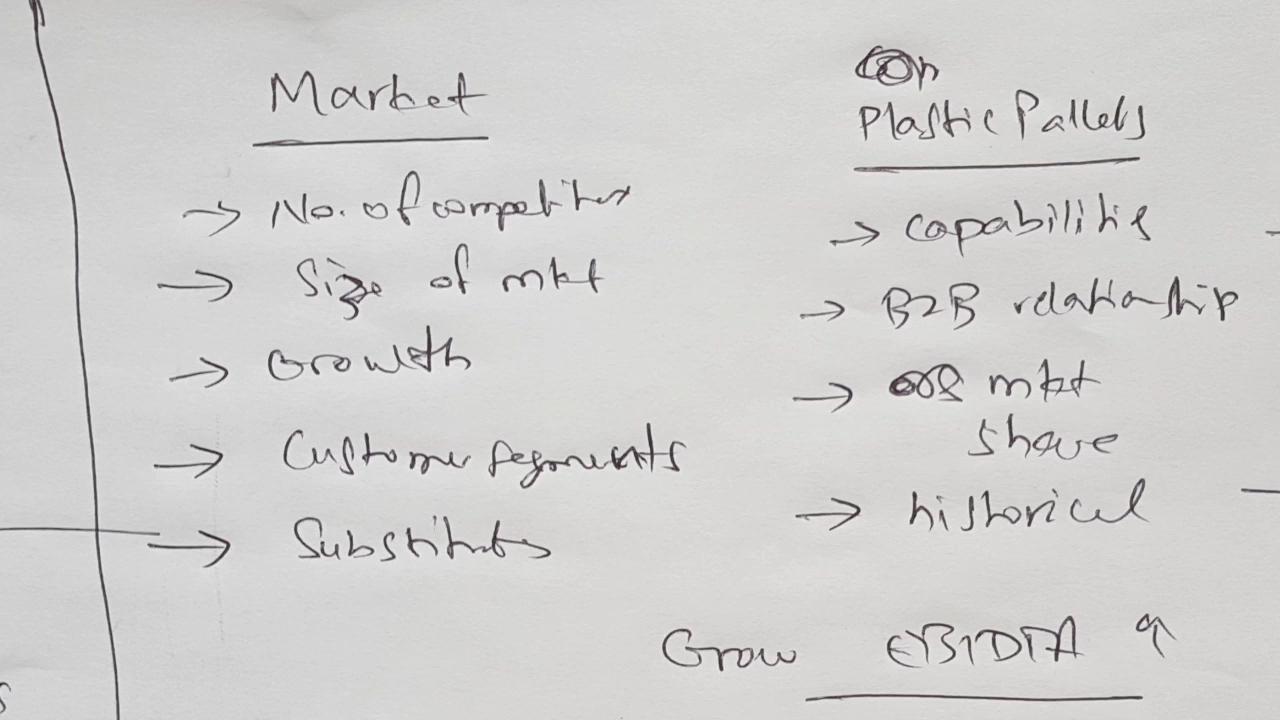 Market
→ No. of competitors
→ Size of mkt
→ Growth
→ Customer segments
→ Substitutes
Plastic Pallets
→ capabilities
→ B2B relationship
→ mkt
share
→ historical
Grow EBIDTA ↑